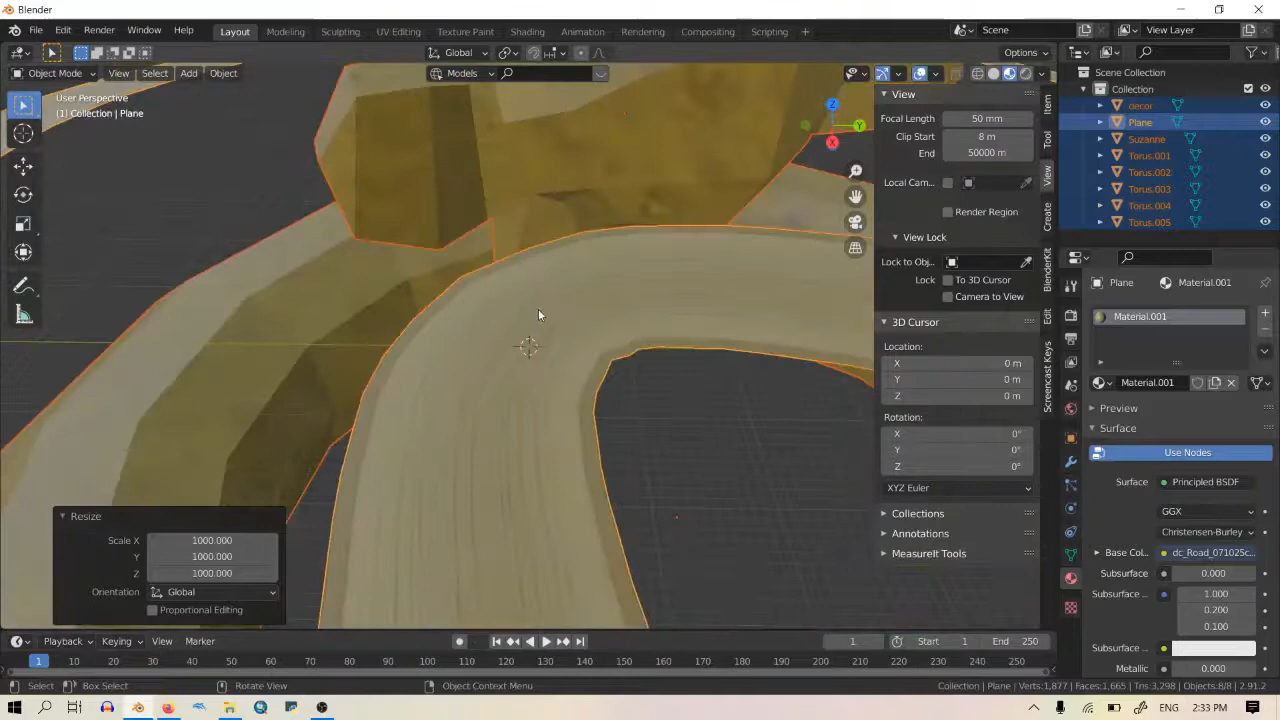 Blender
File Edit Render Window Help Layout Modeling Sculpting UV Editing Texture Paint Shading Animation Rendering Compositing Scripting + Scene View Layer
Global Options
Object Mode View Select Add Object Models
User Perspective
(1) Collection | Plane
Z
Y
X
View
Focal Length 50 mm
Clip Start 8 m
End 50000 m
Local Cam...
Render Region
View Lock
Lock to Obj...
Lock To 3D Cursor
Camera to View
3D Cursor
Location:
X 0 m
Y 0 m
Z 0 m
Rotation:
X 0°
Y 0°
Z 0°
XYZ Euler
Collections
Annotations
MeasureIt Tools
Item
Tool
View
Create
BlenderKit
Edit
Screencast Keys
Scene Collection
Collection
decor
Plane
Suzanne
Torus.001
Torus.002
Torus.003
Torus.004
Torus.005
Plane Material.001
Material.001
Material.001
Preview
Surface
Use Nodes
Surface Principled BSDF
GGX
Christensen-Burley
Base Col... dc_Road_071025c...
Subsurface 0.000
Subsurface ... 1.000
0.200
0.100
Subsurface ...
Metallic 0.000
Resize
Scale X 1000.000
Y 1000.000
Z 1000.000
Orientation Global
Proportional Editing
Playback Keying View Marker 1 Start 1 End 250
1 10 20 30 40 50 60 70 80 90 100 110 120 130 140 150 160 170 180 190 200 210 220 230 240 250
Select Box Select Rotate View Object Context Menu Collection | Plane | Verts:1,877 | Faces:1,665 | Tris:3,298 | Objects:8/8 | 2.91.2
ENG 2:33 PM